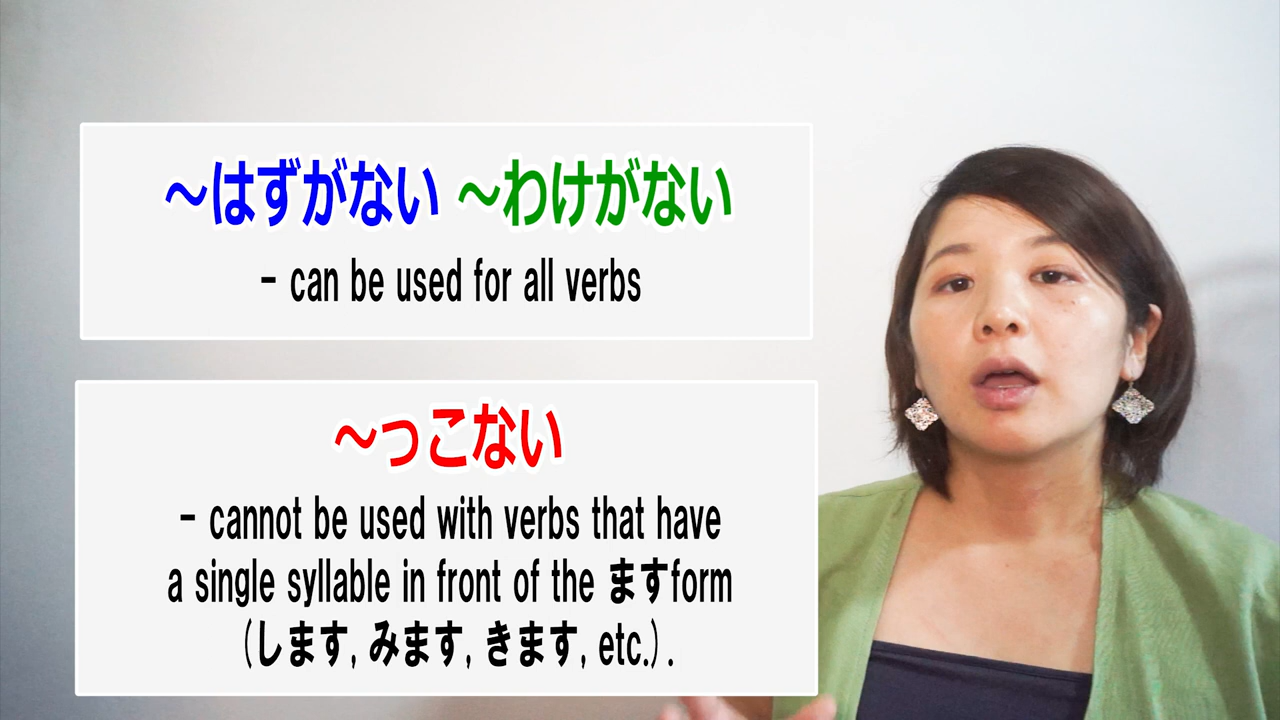 ～はずがない ～わけがない
- can be used for all verbs
～っこない
- cannot be used with verbs that have
a single syllable in front of the ますform
(します, みます, きます, etc.).